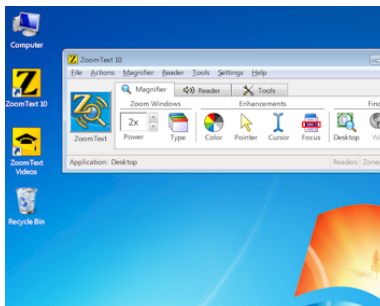 Computer
ZoomText 10
File Actions Magnifier Reader Tools Settings Help
Magnifier Reader Tools
Zoom Windows Enhancements
ZoomText 10
2x
ZoomText Power Type Color Pointer Cursor Focus Desktop
Application: Desktop Readers
ZoomText
Videos
Recycle Bin